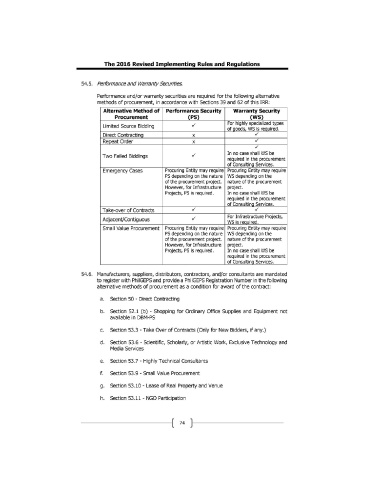 The 2016 Revised Implementing Rules and Regulations
54.5. Performance and Warranty Securities.
Performance and/or warranty securities are required for the following alternative
methods of procurement, in accordance with Sections 39 and 62 of this IRR:
Alternative Method of Procurement | Performance Security (PS) | Warranty Security (WS)
Limited Source Bidding | ✓ | For highly specialized types of goods, WS is required.
Direct Contracting | x | ✓
Repeat Order | x | ✓
Two Failed Biddings | ✓ | ✓ In no case shall WS be required in the procurement of Consulting Services.
Emergency Cases | Procuring Entity may require PS depending on the nature of the procurement project. However, for Infrastructure Projects, PS is required. | Procuring Entity may require WS depending on the nature of the procurement project. In no case shall WS be required in the procurement of Consulting Services.
Take-over of Contracts | ✓ | ✓
Adjacent/Contiguous | ✓ | For Infrastructure Projects, WS is required.
Small Value Procurement | Procuring Entity may require PS depending on the nature of the procurement project. However, for Infrastructure Projects, PS is required. | Procuring Entity may require WS depending on the nature of the procurement project. In no case shall WS be required in the procurement of Consulting Services.
54.6. Manufacturers, suppliers, distributors, contractors, and/or consultants are mandated
to register with PhilGEPS and provide a PhilGEPS Registration Number in the following
alternative methods of procurement as a condition for award of the contract:
a. Section 50 - Direct Contracting
b. Section 52.1 (b) - Shopping for Ordinary Office Supplies and Equipment not
available in DBM-PS
c. Section 53.3 - Take Over of Contracts (Only for New Bidders, if any.)
d. Section 53.6 - Scientific, Scholarly, or Artistic Work, Exclusive Technology and
Media Services
e. Section 53.7 - Highly Technical Consultants
f. Section 53.9 - Small Value Procurement
g. Section 53.10 - Lease of Real Property and Venue
h. Section 53.11 - NGO Participation
74